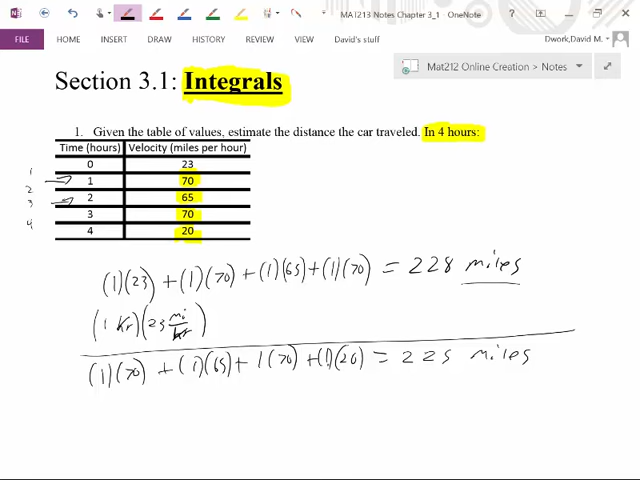 MAT213 Notes Chapter 3_1 - OneNote
FILE HOME INSERT DRAW HISTORY REVIEW VIEW David's stuff Dwork,David M.
Section 3.1: Integrals
Mat212 Online Creation > Notes
1. Given the table of values, estimate the distance the car traveled. In 4 hours:
Time (hours) Velocity (miles per hour)
0 23
1
1 70
2
2 65
3
3 70
4
4 20
(1)(23) + (1)(70) + (1)(65) + (1)(70) = 228 miles
(1 hr)(23 mi/hr)
(1)(70) + (1)(65) + 1(70) + (1)(20) = 225 miles